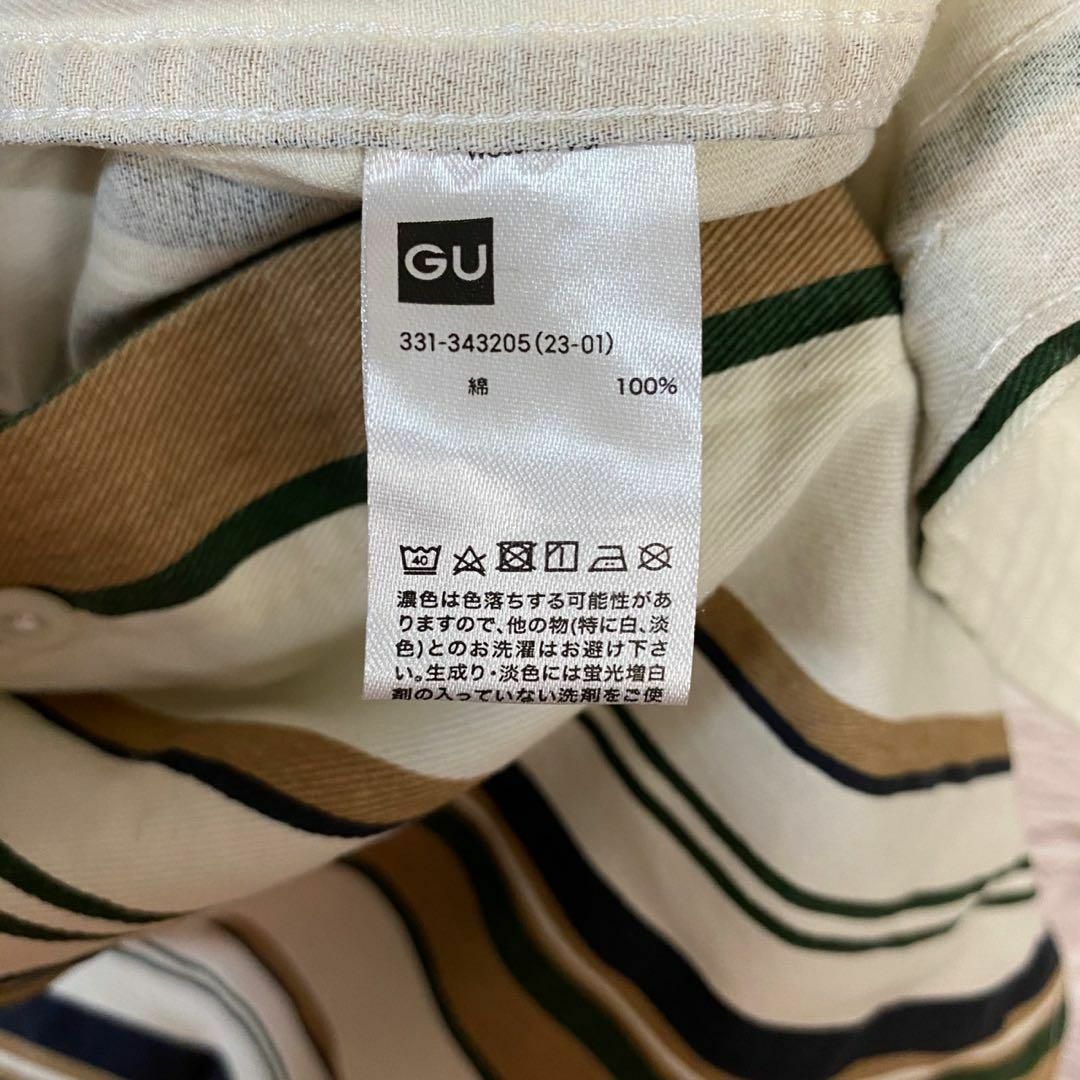 GU
331-343205(23-01)
綿 100%
40
濃色は色落ちする可能性があ
りますので、他の物(特に白、淡
色)とのお洗濯はお避け下さ
い。生成り・淡色には蛍光増白
剤の入っていない洗剤をご使